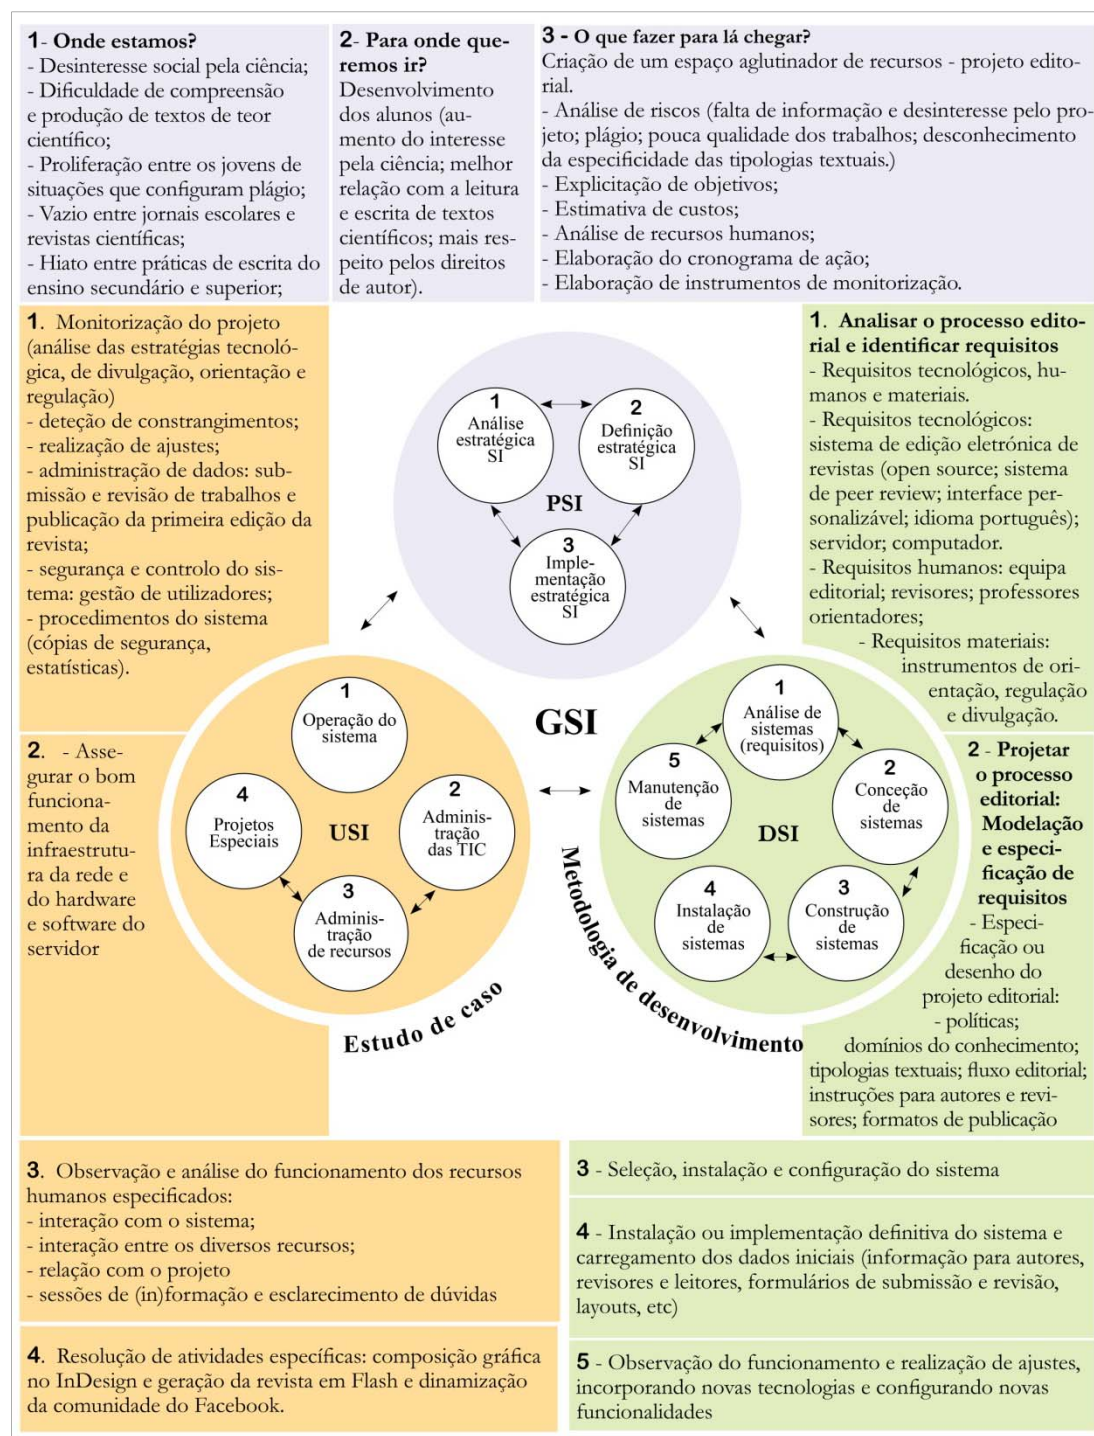 1- Onde estamos?
- Desinteresse social pela ciência;
- Dificuldade de compreensão
e produção de textos de teor
científico;
- Proliferação entre os jovens de
situações que configuram plágio;
- Vazio entre jornais escolares e
revistas científicas;
- Hiato entre práticas de escrita do
ensino secundário e superior;
2- Para onde que-
remos ir?
Desenvolvimento
dos alunos (au-
mento do interesse
pela ciência; melhor
relação com a leitura
e escrita de textos
científicos; mais res-
peito pelos direitos
de autor).
3 - O que fazer para lá chegar?
Criação de um espaço aglutinador de recursos - projeto edito-
rial.
- Análise de riscos (falta de informação e desinteresse pelo pro-
jeto; plágio; pouca qualidade dos trabalhos; desconhecimento
da especificidade das tipologias textuais.)
- Explicitação de objetivos;
- Estimativa de custos;
- Análise de recursos humanos;
- Elaboração do cronograma de ação;
- Elaboração de instrumentos de monitorização.
1. Monitorização do projeto
(análise das estratégias tecnoló-
gica, de divulgação, orientação e
regulação)
- deteção de constrangimentos;
- realização de ajustes;
- administração de dados: sub-
missão e revisão de trabalhos e
publicação da primeira edição da
revista;
- segurança e controlo do sis-
tema: gestão de utilizadores;
- procedimentos do sistema
(cópias de segurança,
estatísticas).
2. - Asse-
gurar o bom
funciona-
mento da
infraestrutu-
ra da rede e
do hardware
e software do
servidor
1
Análise
estratégica
SI
2
Definição
estratégica
SI
PSI
3
Imple-
mentação
estratégica
SI
GSI
1
Operação do
sistema
2
Adminis-
tração
das TIC
3
Adminis-
tração
de recursos
4
Projetos
Especiais
USI
Estudo de caso
1
Análise de
sistemas
(requisitos)
2
Conceção
de sistemas
3
Construção
de sistemas
4
Instalação
de
sistemas
5
Manutenção
de
sistemas
DSI
Metodologia de desenvolvimento
1. Analisar o processo edito-
rial e identificar requisitos
- Requisitos tecnológicos, hu-
manos e materiais.
- Requisitos tecnológicos:
sistema de edição eletrónica de
revistas (open source; sistema
de peer review; interface per-
sonalizável; idioma português);
servidor; computador.
- Requisitos humanos: equipa
editorial; revisores; professores
orientadores;
- Requisitos materiais:
instrumentos de ori-
entação, regulação
e divulgação.
2 - Projetar
o processo
editorial:
Modelação
e especi-
ficação de
requisitos
- Especi-
ficação ou
desenho do
projeto editorial:
- políticas;
domínios do conhecimento;
tipologias textuais; fluxo editorial;
instruções para autores e revi-
sores; formatos de publicação
3. Observação e análise do funcionamento dos recursos
humanos especificados:
- interação com o sistema;
- interação entre os diversos recursos;
- relação com o projeto
- sessões de (in)formação e esclarecimento de dúvidas
4. Resolução de atividades específicas: composição gráfica
no InDesign e geração da revista em Flash e dinamização
da comunidade do Facebook.
3 - Seleção, instalação e configuração do sistema
4 - Instalação ou implementação definitiva do sistema e
carregamento dos dados iniciais (informação para autores,
revisores e leitores, formulários de submissão e revisão,
layouts, etc)
5 - Observação do funcionamento e realização de ajustes,
incorporando novas tecnologias e configurando novas
funcionalidades